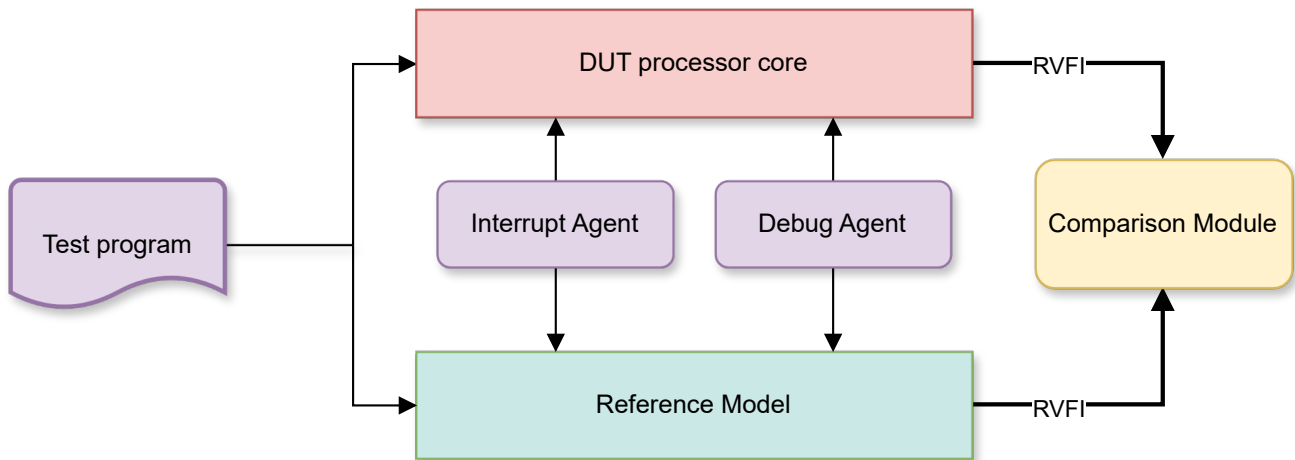 DUT processor core
RVFI
Test program
Interrupt Agent
Debug Agent
Comparison Module
Reference Model
RVFI